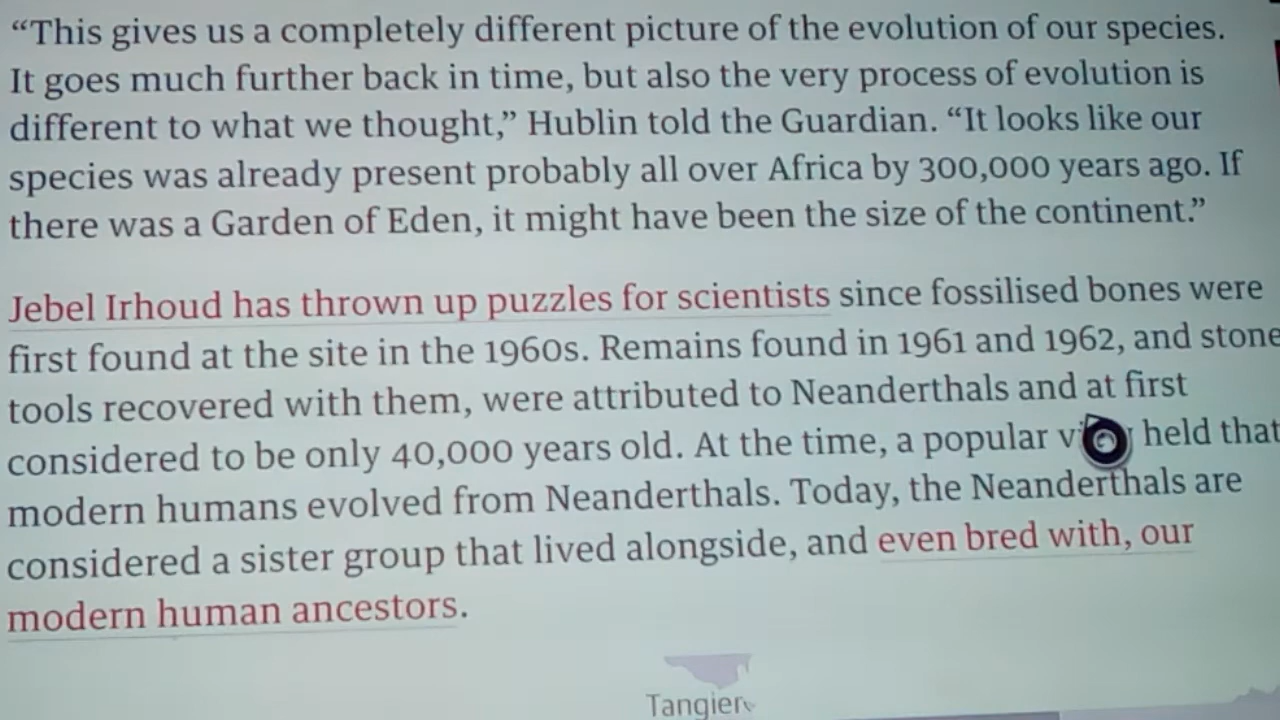 “This gives us a completely different picture of the evolution of our species.
It goes much further back in time, but also the very process of evolution is
different to what we thought,” Hublin told the Guardian. “It looks like our
species was already present probably all over Africa by 300,000 years ago. If
there was a Garden of Eden, it might have been the size of the continent.”
Jebel Irhoud has thrown up puzzles for scientists since fossilised bones were
first found at the site in the 1960s. Remains found in 1961 and 1962, and stone
tools recovered with them, were attributed to Neanderthals and at first
considered to be only 40,000 years old. At the time, a popular held that
modern humans evolved from Neanderthals. Today, the Neanderthals are
considered a sister group that lived alongside, and even bred with, our
modern human ancestors.
Tangier